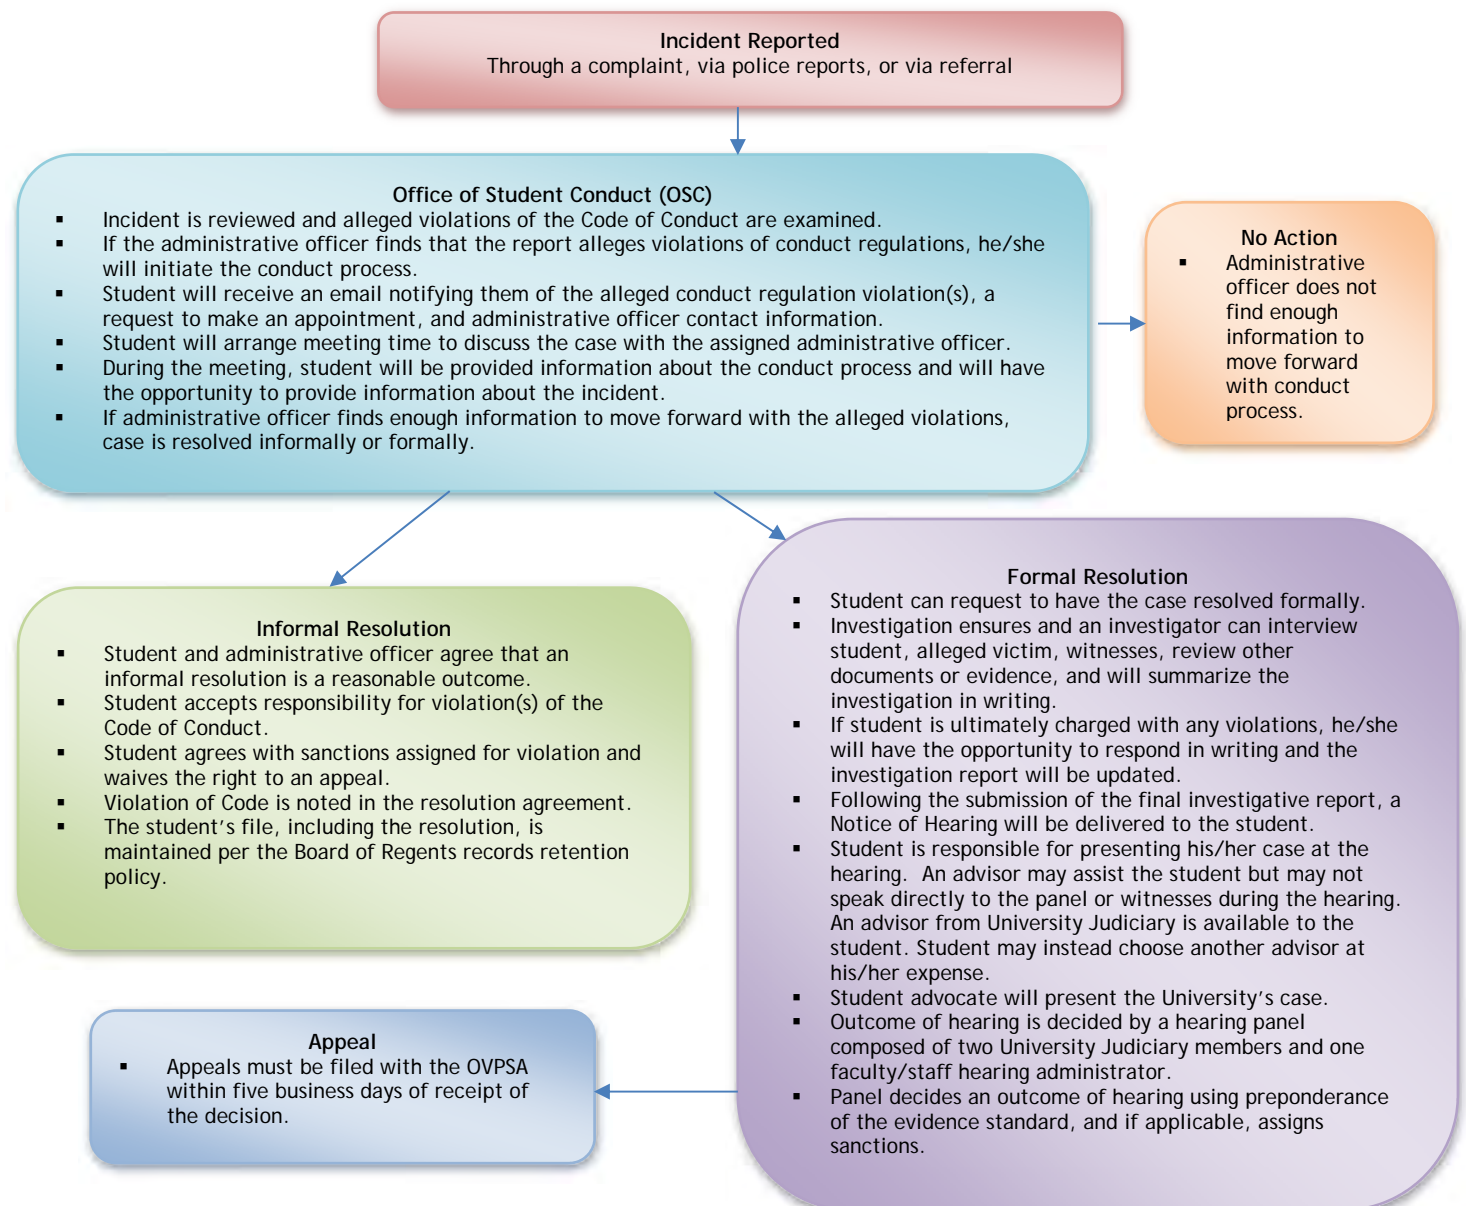 Incident Reported
Through a complaint, via police reports, or via referral
Office of Student Conduct (OSC)
▪ Incident is reviewed and alleged violations of the Code of Conduct are examined.
▪ If the administrative officer finds that the report alleges violations of conduct regulations, he/she
will initiate the conduct process.
▪ Student will receive an email notifying them of the alleged conduct regulation violation(s), a
request to make an appointment, and administrative officer contact information.
▪ Student will arrange meeting time to discuss the case with the assigned administrative officer.
▪ During the meeting, student will be provided information about the conduct process and will have
the opportunity to provide information about the incident.
▪ If administrative officer finds enough information to move forward with the alleged violations,
case is resolved informally or formally.
No Action
▪ Administrative
officer does not
find enough
information to
move forward
with conduct
process.
Informal Resolution
▪ Student and administrative officer agree that an
informal resolution is a reasonable outcome.
▪ Student accepts responsibility for violation(s) of the
Code of Conduct.
▪ Student agrees with sanctions assigned for violation and
waives the right to an appeal.
▪ Violation of Code is noted in the resolution agreement.
▪ The student's file, including the resolution, is
maintained per the Board of Regents records retention
policy.
Formal Resolution
▪ Student can request to have the case resolved formally.
▪ Investigation ensures and an investigator can interview
student, alleged victim, witnesses, review other
documents or evidence, and will summarize the
investigation in writing.
▪ If student is ultimately charged with any violations, he/she
will have the opportunity to respond in writing and the
investigation report will be updated.
▪ Following the submission of the final investigative report, a
Notice of Hearing will be delivered to the student.
▪ Student is responsible for presenting his/her case at the
hearing. An advisor may assist the student but may not
speak directly to the panel or witnesses during the hearing.
An advisor from University Judiciary is available to the
student. Student may instead choose another advisor at
his/her expense.
▪ Student advocate will present the University's case.
▪ Outcome of hearing is decided by a hearing panel
composed of two University Judiciary members and one
faculty/staff hearing administrator.
▪ Panel decides an outcome of hearing using preponderance
of the evidence standard, and if applicable, assigns
sanctions.
Appeal
▪ Appeals must be filed with the OVPSA
within five business days of receipt of
the decision.